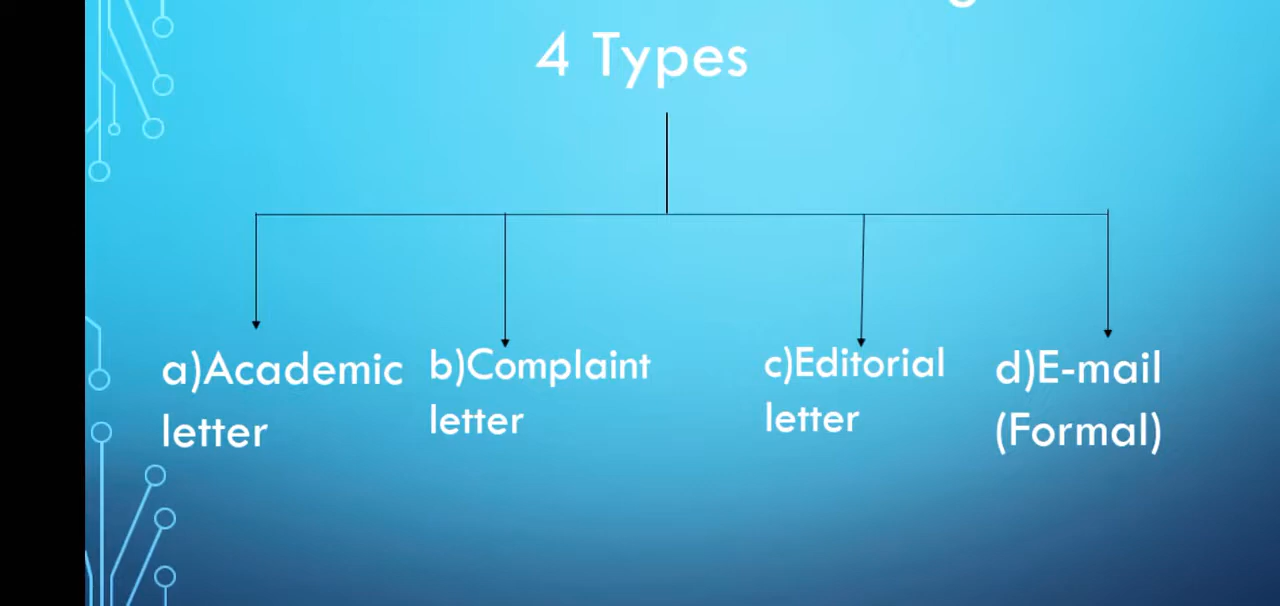 4 Types
a)Academic
letter
b)Complaint
letter
c)Editorial
letter
d)E-mail
(Formal)